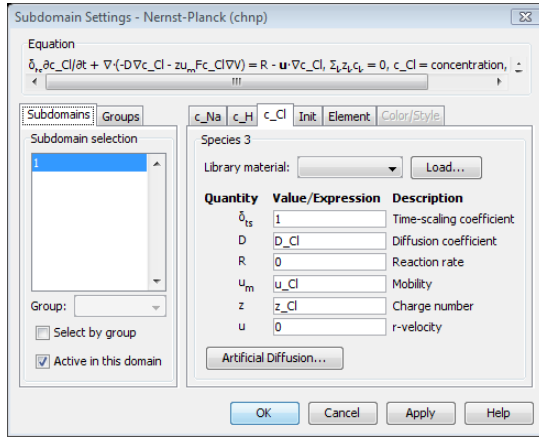 Subdomain Settings - Nernst-Planck (chnp)
Equation
δₜₛ∂c_Cl/∂t + ∇·(-D∇c_Cl - zuₘFc_Cl∇V) = R - u·∇c_Cl, Σᵢzᵢcᵢ = 0, c_Cl = concentration,
Subdomains Groups
c_Na c_H c_Cl Init Element Color/Style
Subdomain selection
1
Group:
Select by group
Active in this domain
Species 3
Library material: Load...
Quantity Value/Expression Description
δts 1 Time-scaling coefficient
D D_Cl Diffusion coefficient
R 0 Reaction rate
um u_Cl Mobility
z z_Cl Charge number
u 0 r-velocity
Artificial Diffusion...
OK Cancel Apply Help